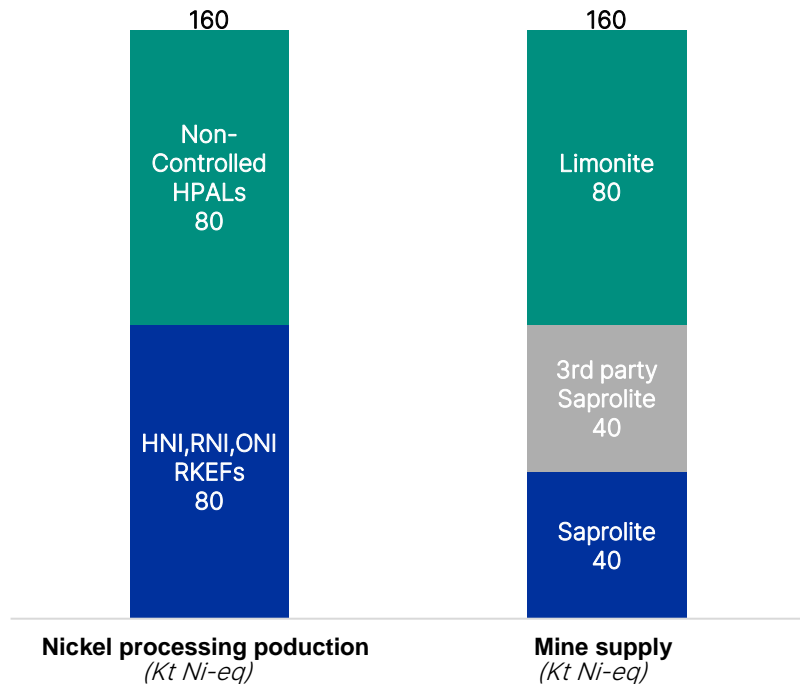 160
Non-
Controlled
HPALs
80
HNI,RNI,ONI
RKEFs
80
Nickel processing poduction
(Kt Ni-eq)
160
Limonite
80
3rd party
Saprolite
40
Saprolite
40
Mine supply
(Kt Ni-eq)